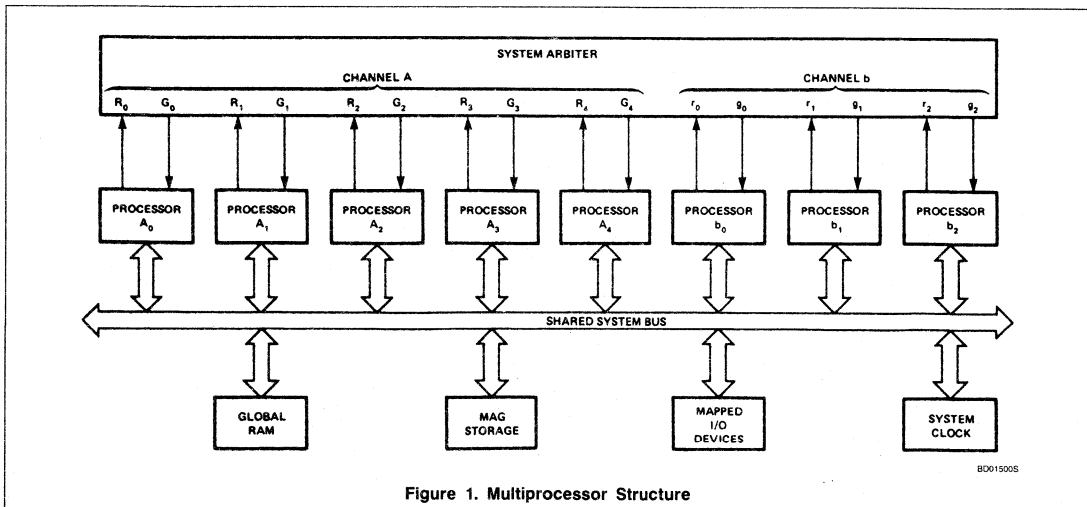 SYSTEM ARBITER
CHANNEL A CHANNEL b
R₀ G₀ R₁ G₁ R₂ G₂ R₃ G₃ R₄ G₄ r₀ g₀ r₁ g₁ r₂ g₂
PROCESSOR A₀
PROCESSOR A₁
PROCESSOR A₂
PROCESSOR A₃
PROCESSOR A₄
PROCESSOR b₀
PROCESSOR b₁
PROCESSOR b₂
SHARED SYSTEM BUS
GLOBAL
RAM
MAG
STORAGE
MAPPED
I/O
DEVICES
SYSTEM
CLOCK
BD01500S
Figure 1. Multiprocessor Structure